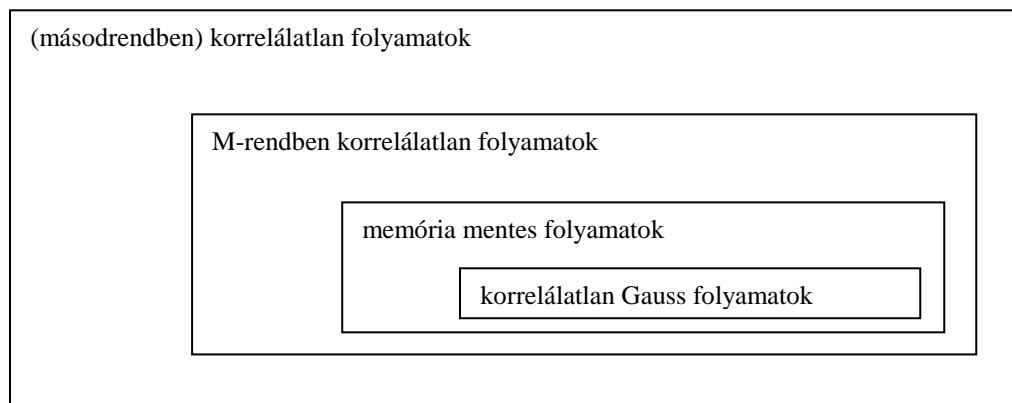 (másodrendben) korrelálatlan folyamatok
M-rendben korrelálatlan folyamatok
memória mentes folyamatok
korrelálatlan Gauss folyamatok